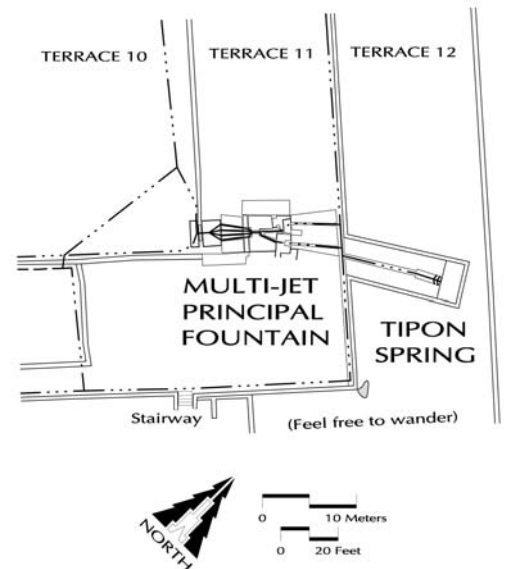 TERRACE 10
TERRACE 11
TERRACE 12
MULTI-JET
PRINCIPAL
FOUNTAIN
TIPON
SPRING
Stairway
(Feel free to wander)
NORTH
0 10 Meters
0 20 Feet